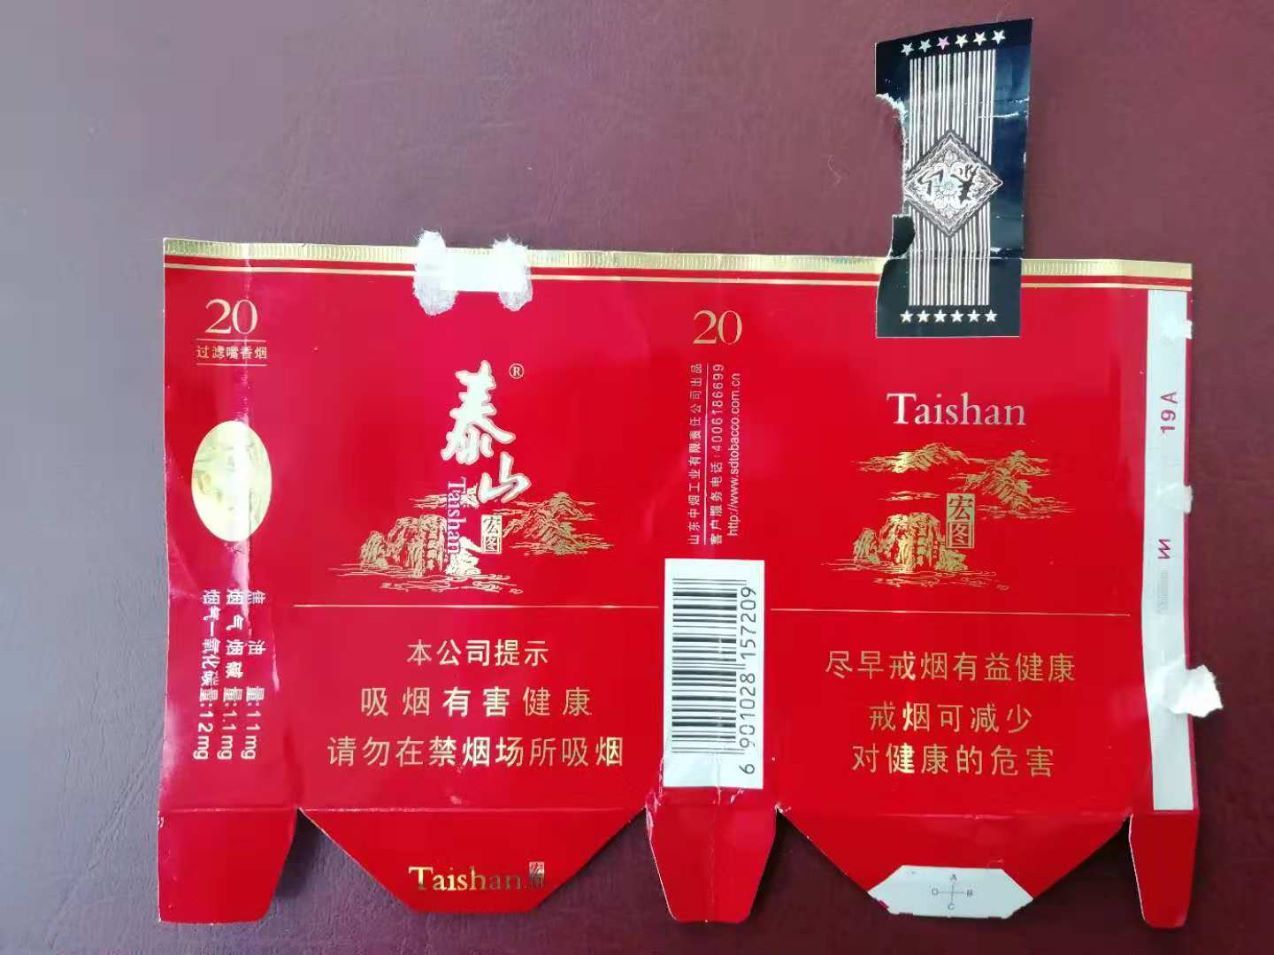 20
过滤嘴香烟
焦油量:11mg
烟气烟碱量:1.1mg
烟气一氧化碳量:12mg
泰山®
Taishan
宏图
本公司提示
吸烟有害健康
请勿在禁烟场所吸烟
Taishan
20
山东中烟工业有限责任公司出品
客户服务电话:4006186699
http://www.sdtobacco.com.cn
6 901028 157209
Taishan
宏图
尽早戒烟有益健康
戒烟可减少
对健康的危害
A
D B
C
19A
M